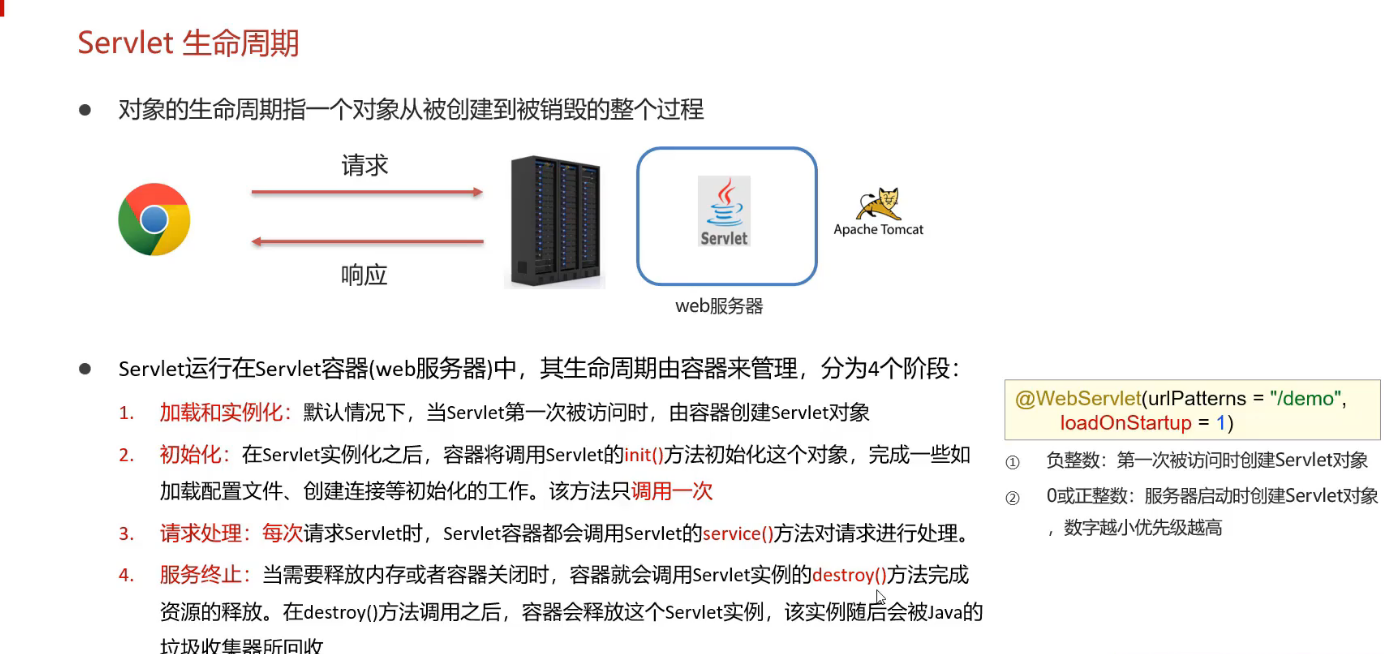 Servlet 生命周期
● 对象的生命周期指一个对象从被创建到被销毁的整个过程
请求
响应
Servlet
Apache Tomcat
web服务器
● Servlet运行在Servlet容器(web服务器)中，其生命周期由容器来管理，分为4个阶段：
1. 加载和实例化：默认情况下，当Servlet第一次被访问时，由容器创建Servlet对象
2. 初始化：在Servlet实例化之后，容器将调用Servlet的init()方法初始化这个对象，完成一些如
加载配置文件、创建连接等初始化的工作。该方法只调用一次
3. 请求处理：每次请求Servlet时，Servlet容器都会调用Servlet的service()方法对请求进行处理。
4. 服务终止：当需要释放内存或者容器关闭时，容器就会调用Servlet实例的destroy()方法完成
资源的释放。在destroy()方法调用之后，容器会释放这个Servlet实例，该实例随后会被Java的
垃圾收集器所回收
@WebServlet(urlPatterns = "/demo",
loadOnStartup = 1)
① 负整数：第一次被访问时创建Servlet对象
② 0或正整数：服务器启动时创建Servlet对象
，数字越小优先级越高